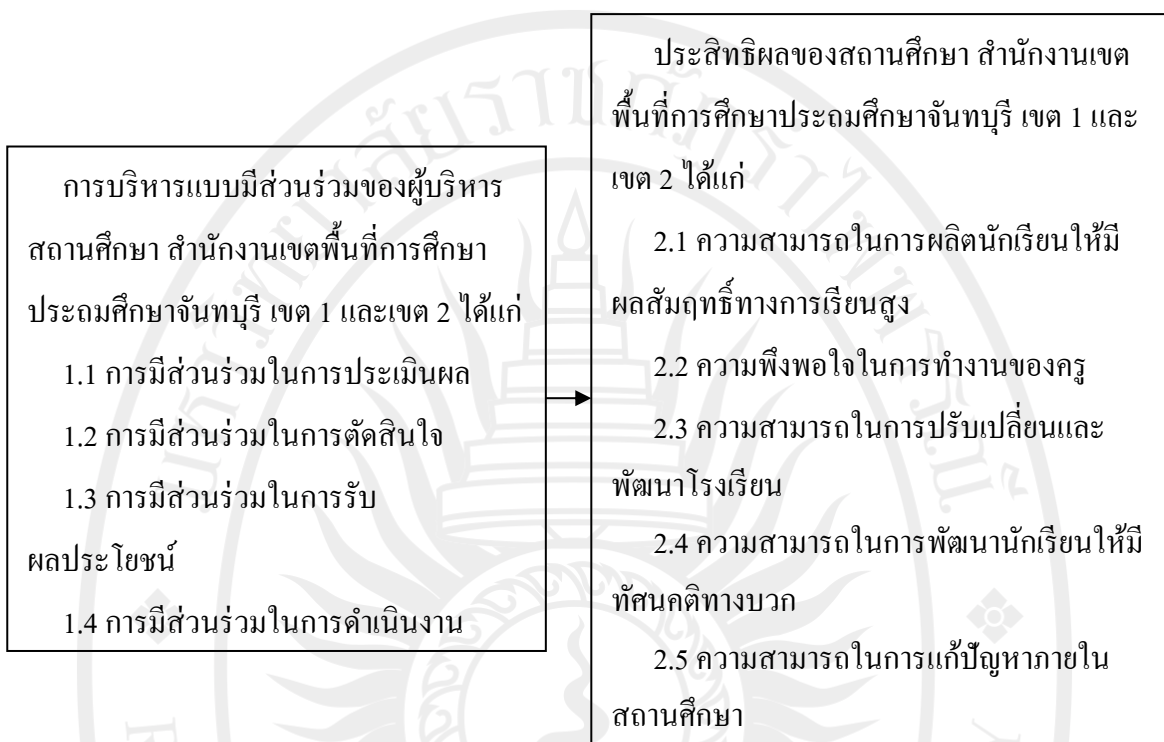 การบริหารแบบมีส่วนร่วมของผู้บริหาร
สถานศึกษา สำนักงานเขตพื้นที่การศึกษา
ประถมศึกษาจันทบุรี เขต 1 และเขต 2 ได้แก่
1.1 การมีส่วนร่วมในการประเมินผล
1.2 การมีส่วนร่วมในการตัดสินใจ
1.3 การมีส่วนร่วมในการรับ
ผลประโยชน์
1.4 การมีส่วนร่วมในการดำเนินงาน
ประสิทธิผลของสถานศึกษา สำนักงานเขต
พื้นที่การศึกษาประถมศึกษาจันทบุรี เขต 1 และ
เขต 2 ได้แก่
2.1 ความสามารถในการผลิตนักเรียนให้มี
ผลสัมฤทธิ์ทางการเรียนสูง
2.2 ความพึงพอใจในการทำงานของครู
2.3 ความสามารถในการปรับเปลี่ยนและ
พัฒนาโรงเรียน
2.4 ความสามารถในการพัฒนานักเรียนให้มี
ทัศนคติทางบวก
2.5 ความสามารถในการแก้ปัญหาภายใน
สถานศึกษา